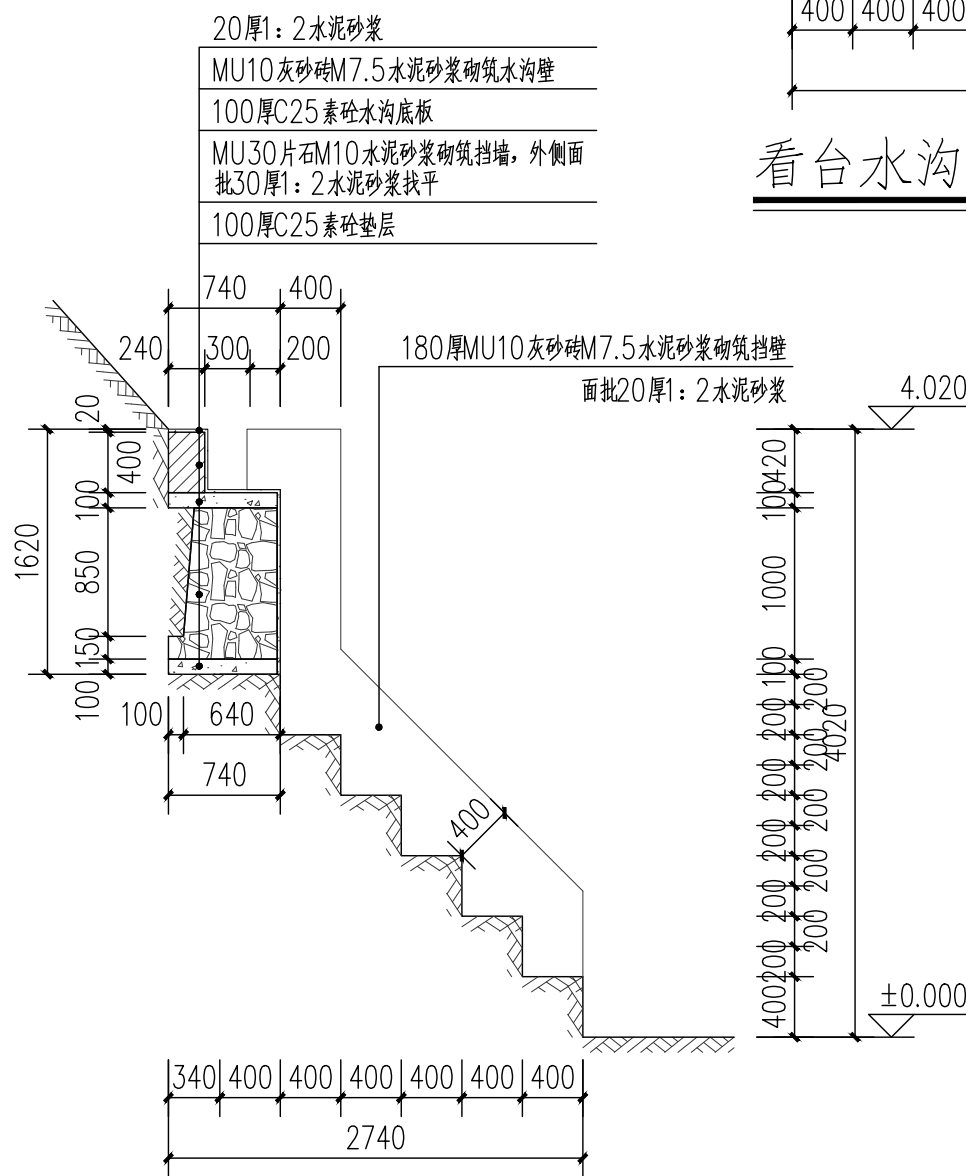 20厚1：2水泥砂浆
MU10灰砂砖M7.5水泥砂浆砌筑水沟壁
100厚C25素砼水沟底板
MU30片石M10水泥砂浆砌筑挡墙，外侧面
批30厚1：2水泥砂浆找平
100厚C25素砼垫层
400 400 400
看台水沟
740 400
240 300 200
180厚MU10灰砂砖M7.5水泥砂浆砌筑挡壁
面批20厚1：2水泥砂浆
4.020
20
400
100
850
150
100
1620
100 640
740
400
420
100
1000
100
200
200
200
200
200
200
200
200
200
200
400
4020
±0.000
340 400 400 400 400 400 400
2740